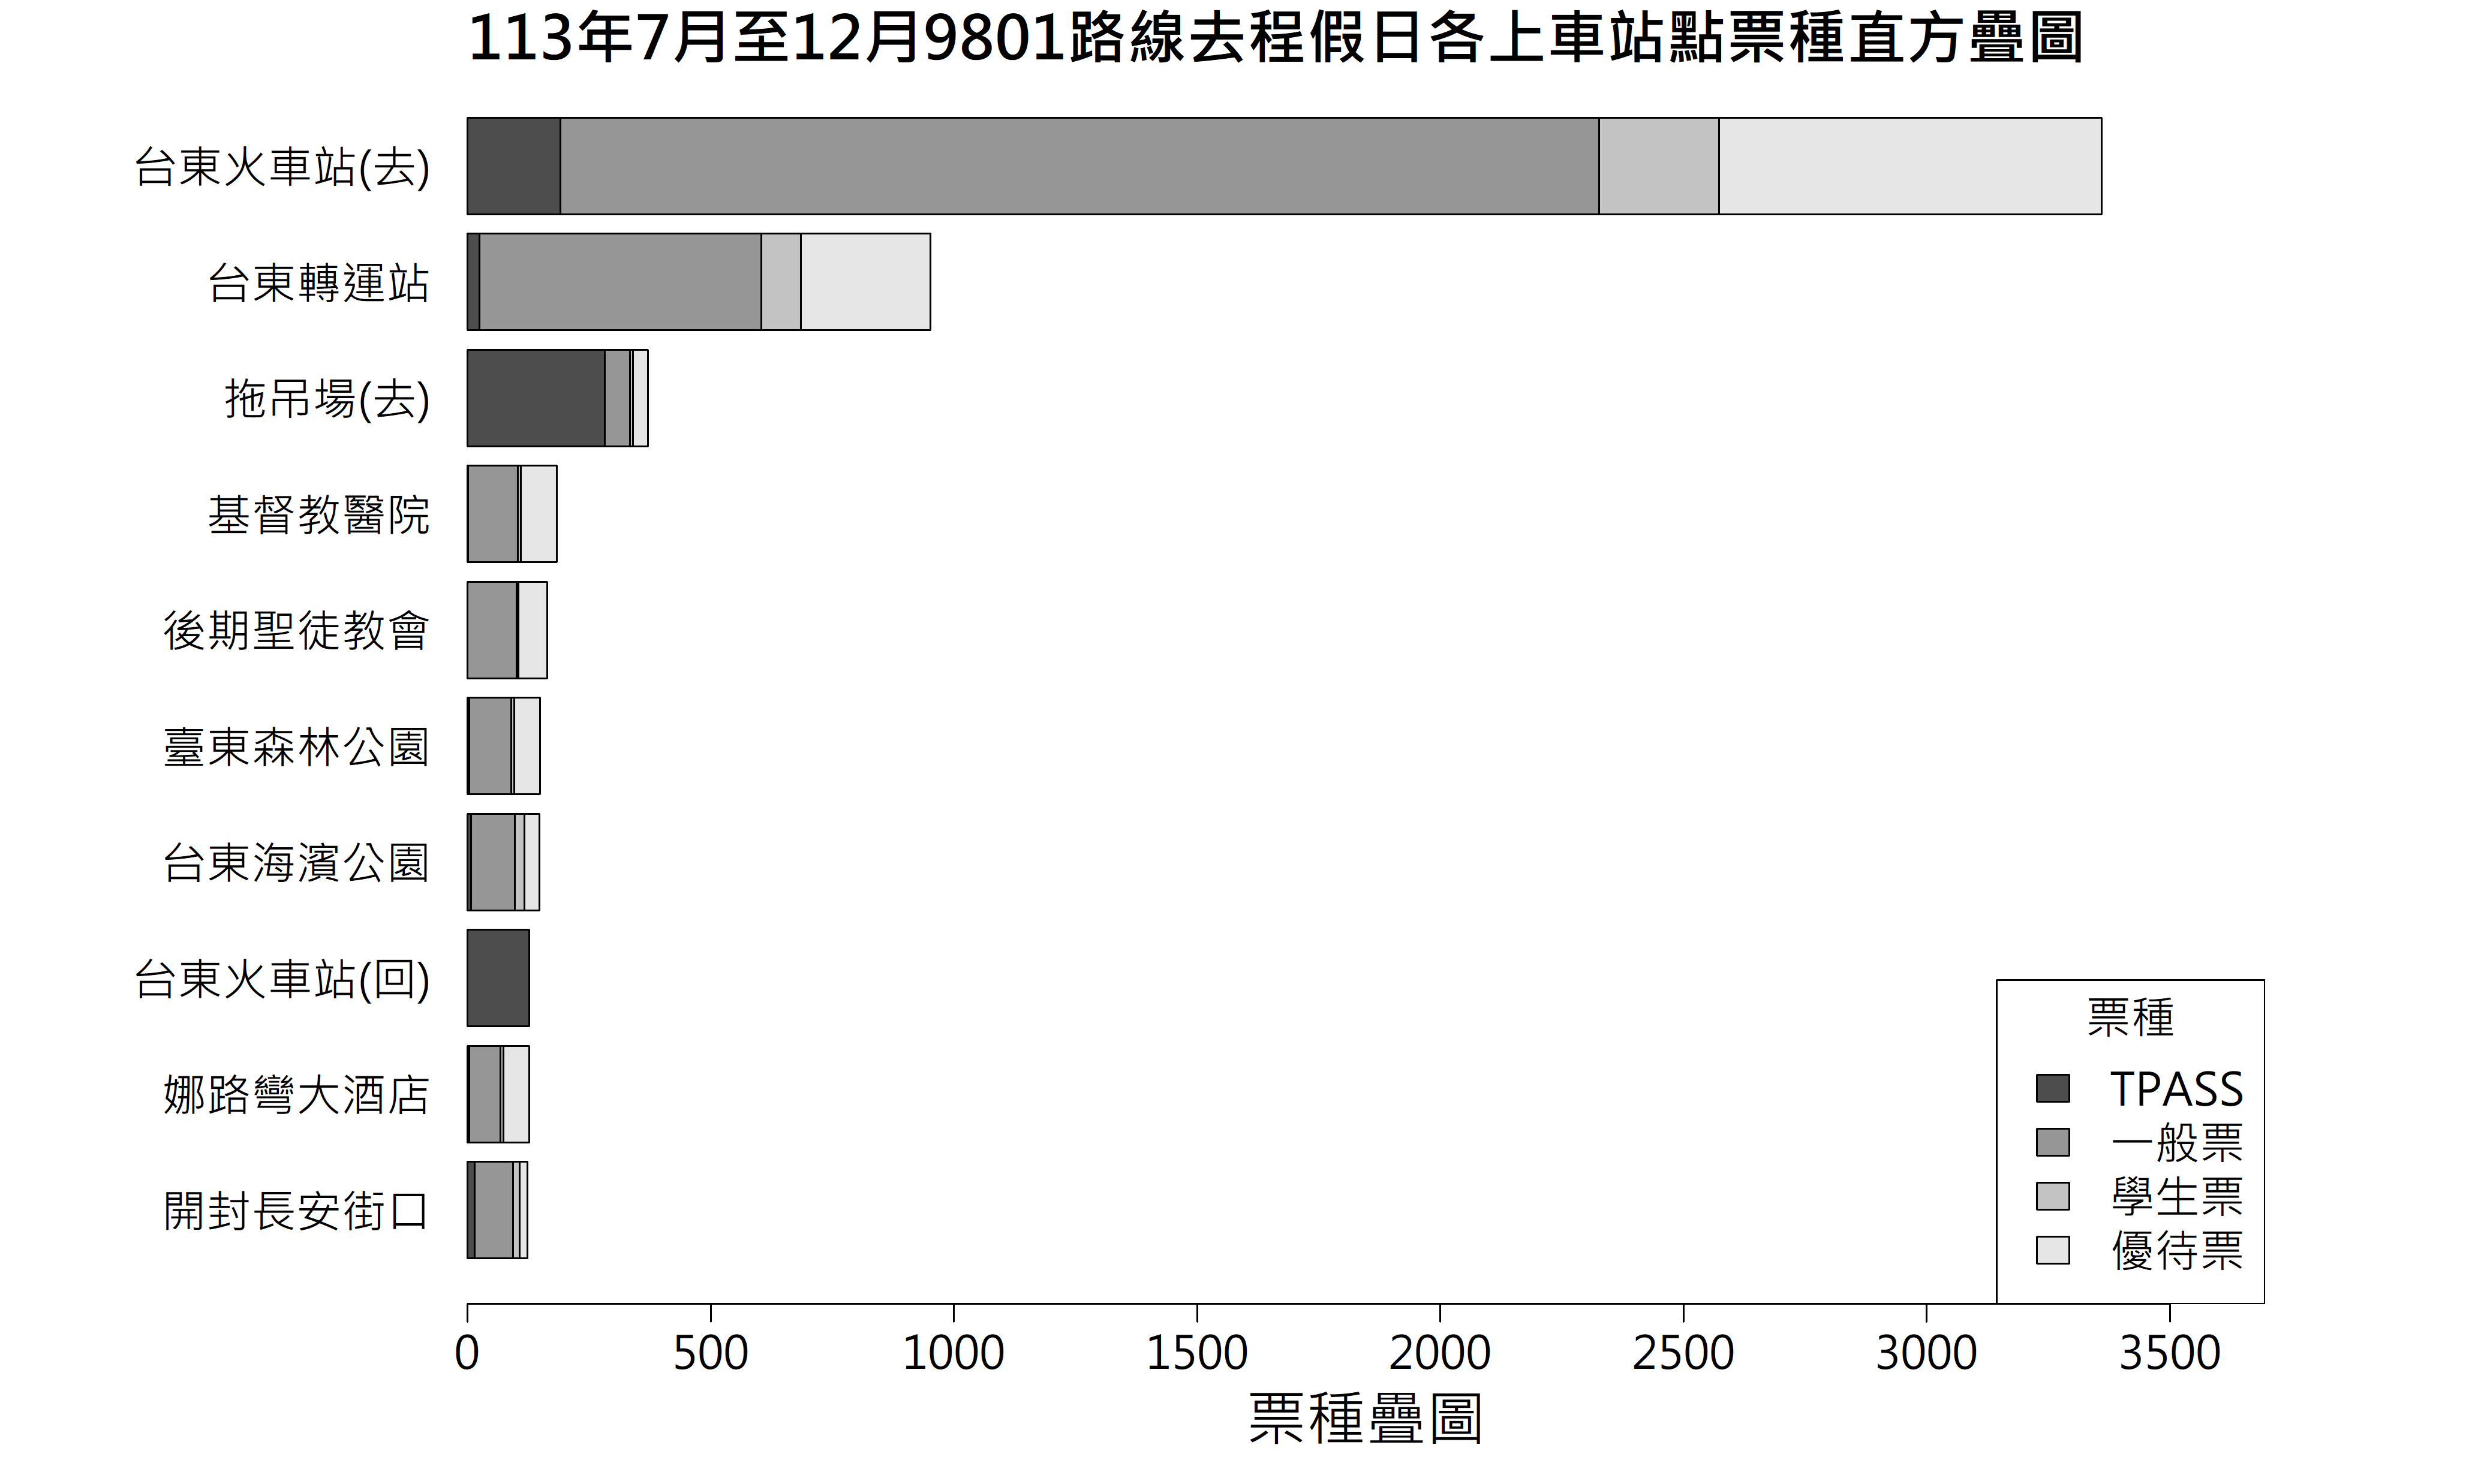 113年7月至12月9801路線去程假日各上車站點票種直方疊圖
台東火車站(去)
台東轉運站
拖吊場(去)
基督教醫院
後期聖徒教會
臺東森林公園
台東海濱公園
台東火車站(回)
娜路彎大酒店
開封長安街口
票種
TPASS
一般票
學生票
優待票
0 500 1000 1500 2000 2500 3000 3500
票種疊圖